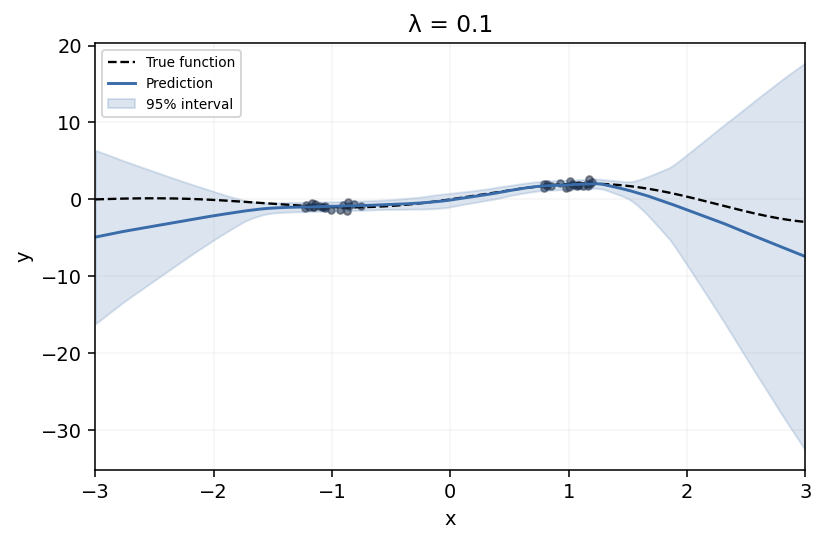 λ = 0.1
True function
Prediction
95% interval
20
10
0
−10
−20
−30
y
−3
−2
−1
0
1
2
3
x